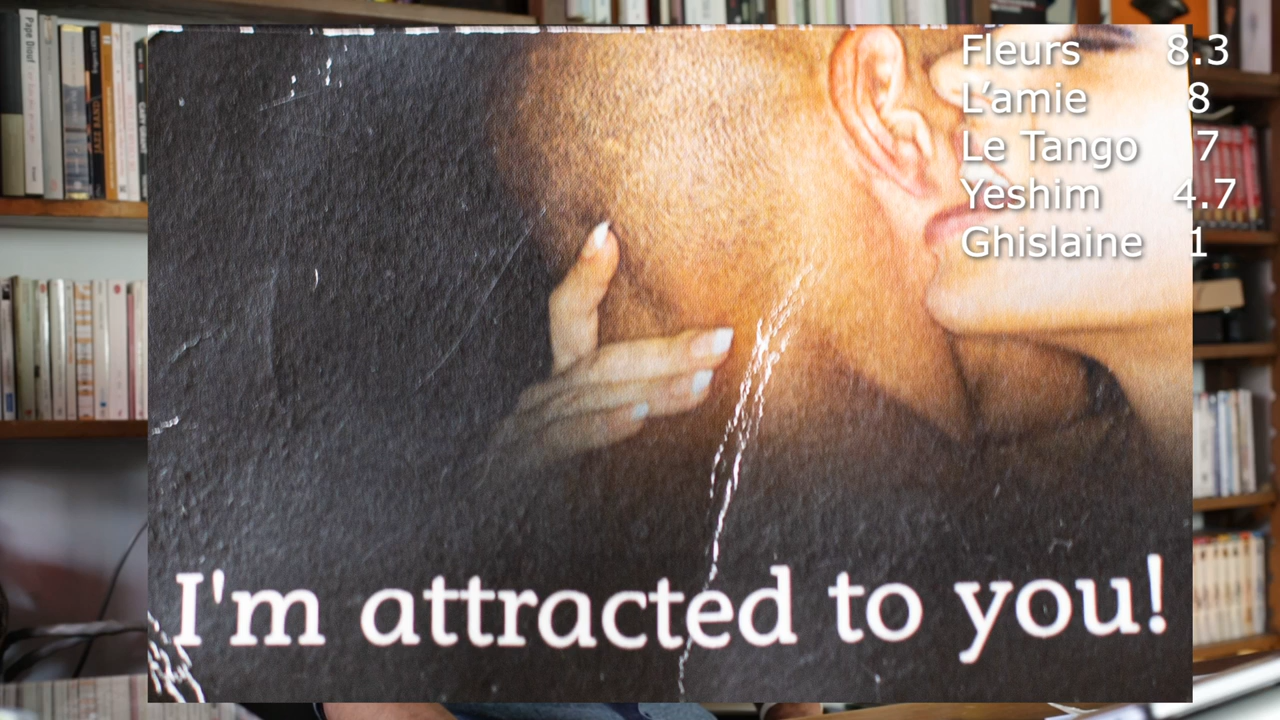 Fleurs 8.3
L'amie 8
Le Tango 7
Yeshim 4.7
Ghislaine 1
I'm attracted to you!